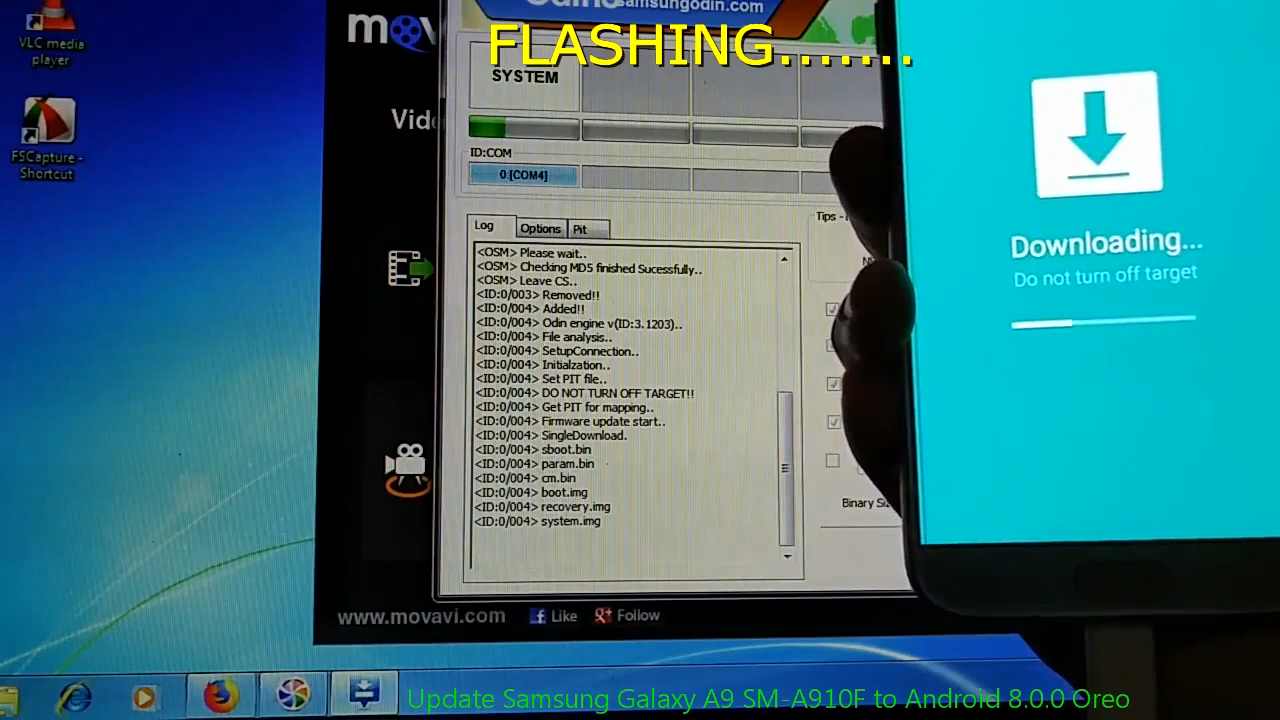 VLC media
player
FSCapture -
Shortcut
samsungodin.com
FLASHING.......
SYSTEM
ID:COM
0:[COM4]
Log
Options
Pit
<OSM> Please wait..
<OSM> Checking MD5 finished Sucessfully..
<OSM> Leave CS..
<ID:0/003> Removed!!
<ID:0/004> Added!!
<ID:0/004> Odin engine v(ID:3.1203)..
<ID:0/004> File analysis..
<ID:0/004> SetupConnection..
<ID:0/004> Initialzation..
<ID:0/004> Set PIT file..
<ID:0/004> DO NOT TURN OFF TARGET!!
<ID:0/004> Get PIT for mapping..
<ID:0/004> Firmware update start..
<ID:0/004> SingleDownload.
<ID:0/004> sboot.bin
<ID:0/004> param.bin
<ID:0/004> cm.bin
<ID:0/004> boot.img
<ID:0/004> recovery.img
<ID:0/004> system.img
Tips -
Binary
Downloading...
Do not turn off target
www.movavi.com
Like
Follow
Update Samsung Galaxy A9 SM-A910F to Android 8.0.0 Oreo